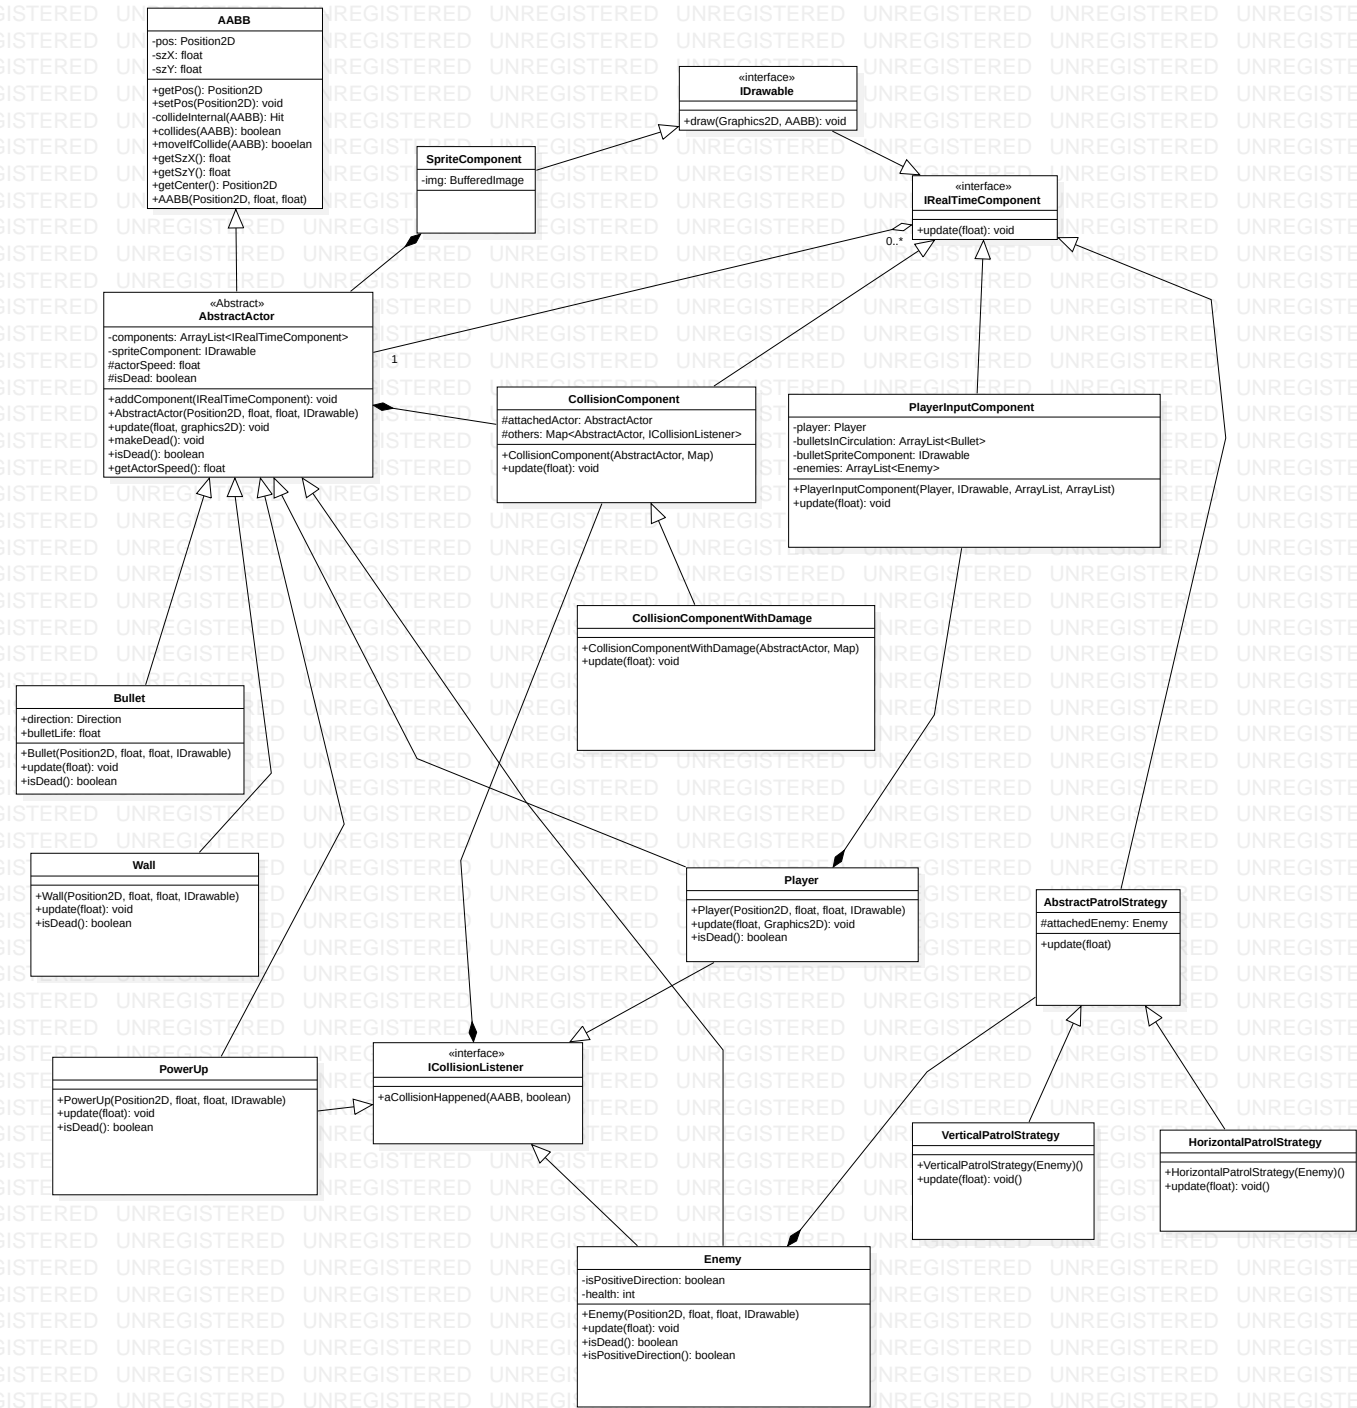 AABB
-pos: Position2D
-szX: float
-szY: float
+getPos(): Position2D
+setPos(Position2D): void
-collideInternal(AABB): Hit
+collides(AABB): boolean
+moveIfCollide(AABB): booelan
+getSzX(): float
+getSzY(): float
+getCenter(): Position2D
+AABB(Position2D, float, float)
«interface»
IDrawable
+draw(Graphics2D, AABB): void
SpriteComponent
-img: BufferedImage
«interface»
IRealTimeComponent
+update(float): void
0..*
1
«Abstract»
AbstractActor
-components: ArrayList<IRealTimeComponent>
-spriteComponent: IDrawable
#actorSpeed: float
#isDead: boolean
+addComponent(IRealTimeComponent): void
+AbstractActor(Position2D, float, float, IDrawable)
+update(float, graphics2D): void
+makeDead(): void
+isDead(): boolean
+getActorSpeed(): float
CollisionComponent
#attachedActor: AbstractActor
#others: Map<AbstractActor, ICollisionListener>
+CollisionComponent(AbstractActor, Map)
+update(float): void
PlayerInputComponent
-player: Player
-bulletsInCirculation: ArrayList<Bullet>
-bulletSpriteComponent: IDrawable
-enemies: ArrayList<Enemy>
+PlayerInputComponent(Player, IDrawable, ArrayList, ArrayList)
+update(float): void
CollisionComponentWithDamage
+CollisionComponentWithDamage(AbstractActor, Map)
+update(float): void
Bullet
+direction: Direction
+bulletLife: float
+Bullet(Position2D, float, float, IDrawable)
+update(float): void
+isDead(): boolean
Wall
+Wall(Position2D, float, float, IDrawable)
+update(float): void
+isDead(): boolean
Player
+Player(Position2D, float, float, IDrawable)
+update(float, Graphics2D): void
+isDead(): boolean
AbstractPatrolStrategy
#attachedEnemy: Enemy
+update(float)
PowerUp
+PowerUp(Position2D, float, float, IDrawable)
+update(float): void
+isDead(): boolean
«interface»
ICollisionListener
+aCollisionHappened(AABB, boolean)
VerticalPatrolStrategy
+VerticalPatrolStrategy(Enemy)()
+update(float): void()
HorizontalPatrolStrategy
+HorizontalPatrolStrategy(Enemy)()
+update(float): void()
Enemy
-isPositiveDirection: boolean
-health: int
+Enemy(Position2D, float, float, IDrawable)
+update(float): void
+isDead(): boolean
+isPositiveDirection(): boolean